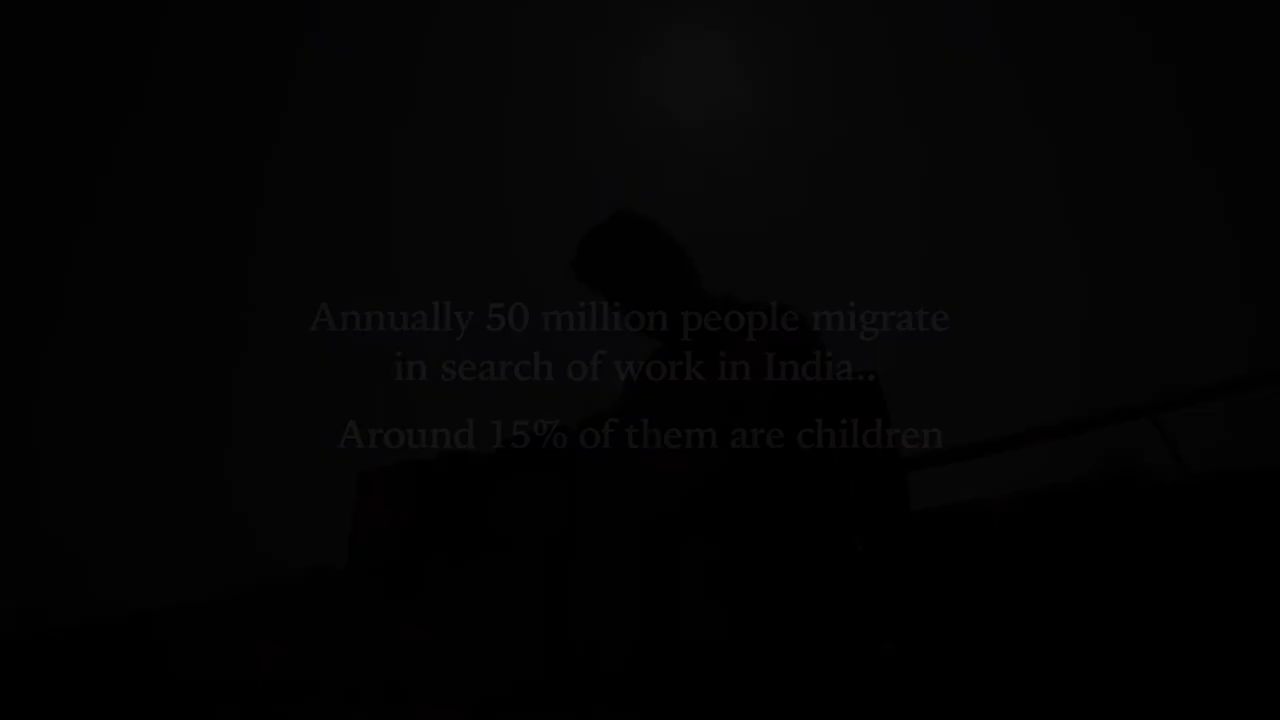 Annually 50 million people migrate
in search of work in India..
Around 15% of them are children